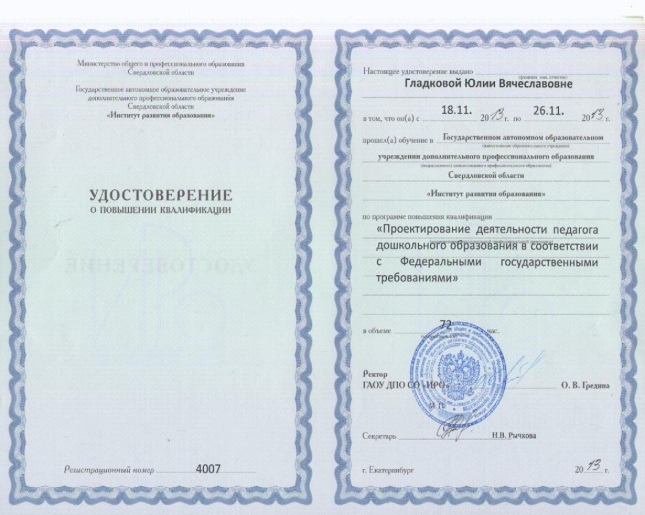 Министерство общего и профессионального образования
Свердловской области
Государственное автономное образовательное учреждение
дополнительного профессионального образования
Свердловской области
«Институт развития образования»
УДОСТОВЕРЕНИЕ
О ПОВЫШЕНИИ КВАЛИФИКАЦИИ
Регистрационный номер 4007
Настоящее удостоверение выдано
(фамилия, имя, отчество)
Гладковой Юлии Вячеславовне
в том, что он(а) с 18.11. 2013 г. по 26.11. 2013 г.
прошел(а) обучение в Государственном автономном образовательном
учреждении дополнительного профессионального образования
Свердловской области
«Институт развития образования»
по программе повышения квалификации
«Проектирование деятельности педагога
дошкольного образования в соответствии
с Федеральными государственными
требованиями»
в объеме 72 час.
Ректор
ГАОУ ДПО СО «ИРО» О. В. Гредина
Секретарь Н.В. Рычкова
г. Екатеринбург 2013 г.